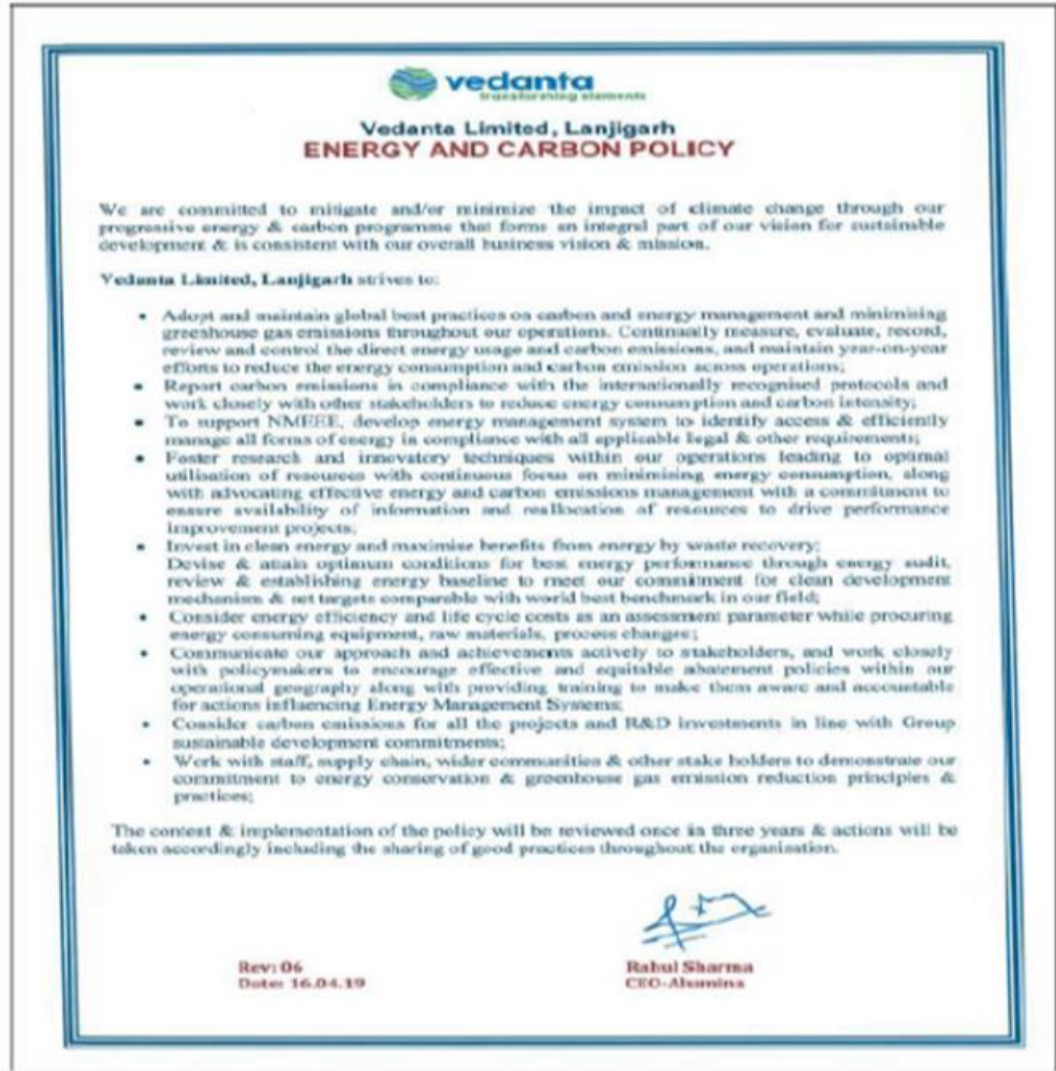 vedanta
transforming elements
Vedanta Limited, Lanjigarh
ENERGY AND CARBON POLICY
We are committed to mitigate and/or minimize the impact of climate change through our
progressive energy & carbon programme that forms an integral part of our vision for sustainable
development & is consistent with our overall business vision & mission.
Vedanta Limited, Lanjigarh strives to:
• Adopt and maintain global best practices on carbon and energy management and minimising
greenhouse gas emissions throughout our operations. Continually measure, evaluate, record,
review and control the direct energy usage and carbon emissions, and maintain year-on-year
efforts to reduce the energy consumption and carbon emission across operations;
• Report carbon emissions in compliance with the internationally recognised protocols and
work closely with other stakeholders to reduce energy consumption and carbon intensity;
• To support NMEEE, develop energy management system to identify access & efficiently
manage all forms of energy in compliance with all applicable legal & other requirements;
• Foster research and innovatory techniques within our operations leading to optimal
utilisation of resources with continuous focus on minimising energy consumption, along
with advocating effective energy and carbon emissions management with a commitment to
ensure availability of information and reallocation of resources to drive performance
improvement projects;
• Invest in clean energy and maximise benefits from energy by waste recovery;
Devise & attain optimum conditions for best energy performance through energy audit,
review & establishing energy baseline to meet our commitment for clean development
mechanism & set targets comparable with world best benchmark in our field;
• Consider energy efficiency and life cycle costs as an assessment parameter while procuring
energy consuming equipment, raw materials, process changes;
• Communicate our approach and achievements actively to stakeholders, and work closely
with policymakers to encourage effective and equitable abatement policies within our
operational geography along with providing training to make them aware and accountable
for actions influencing Energy Management Systems;
• Consider carbon emissions for all the projects and R&D investments in line with Group
sustainable development commitments;
• Work with staff, supply chain, wider communities & other stake holders to demonstrate our
commitment to energy conservation & greenhouse gas emission reduction principles &
practices;
The content & implementation of the policy will be reviewed once in three years & actions will be
taken accordingly including the sharing of good practices throughout the organisation.
Rev: 06
Date: 16.04.19
Rahul Sharma
CEO-Alumina